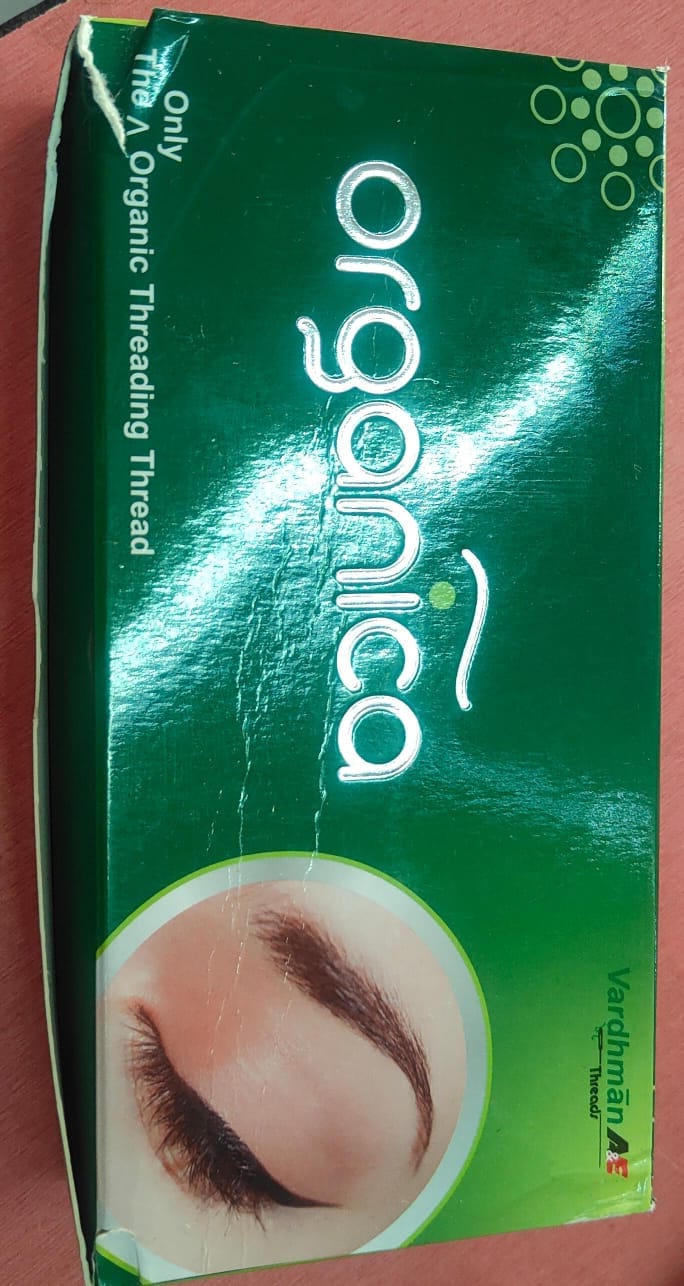 Vardhmān A&E
Threads
organica
Only
The ^ Organic Threading Thread